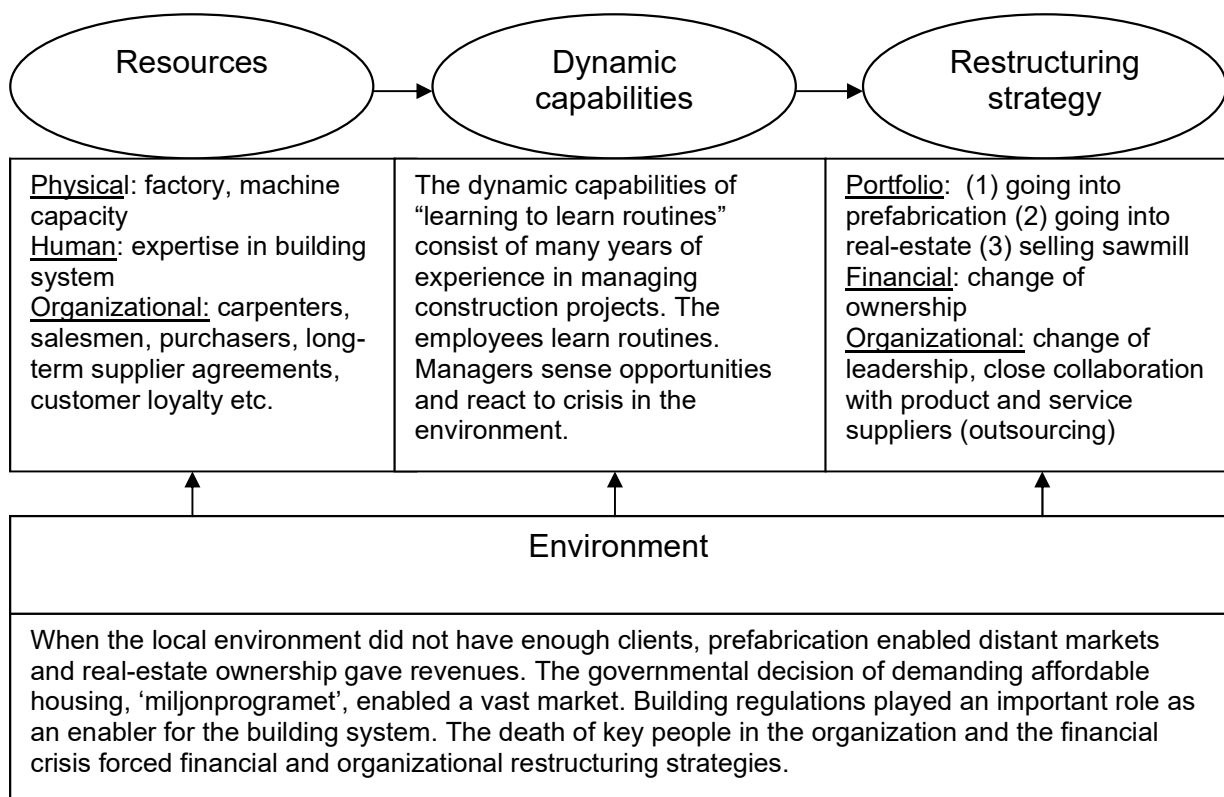 Resources
Dynamic
capabilities
Restructuring
strategy
Physical: factory, machine
capacity
Human: expertise in building
system
Organizational: carpenters,
salesmen, purchasers, long-
term supplier agreements,
customer loyalty etc.
The dynamic capabilities of
“learning to learn routines”
consist of many years of
experience in managing
construction projects. The
employees learn routines.
Managers sense opportunities
and react to crisis in the
environment.
Portfolio: (1) going into
prefabrication (2) going into
real-estate (3) selling sawmill
Financial: change of
ownership
Organizational: change of
leadership, close collaboration
with product and service
suppliers (outsourcing)
Environment
When the local environment did not have enough clients, prefabrication enabled distant markets
and real-estate ownership gave revenues. The governmental decision of demanding affordable
housing, ‘miljonprogramet’, enabled a vast market. Building regulations played an important role as
an enabler for the building system. The death of key people in the organization and the financial
crisis forced financial and organizational restructuring strategies.